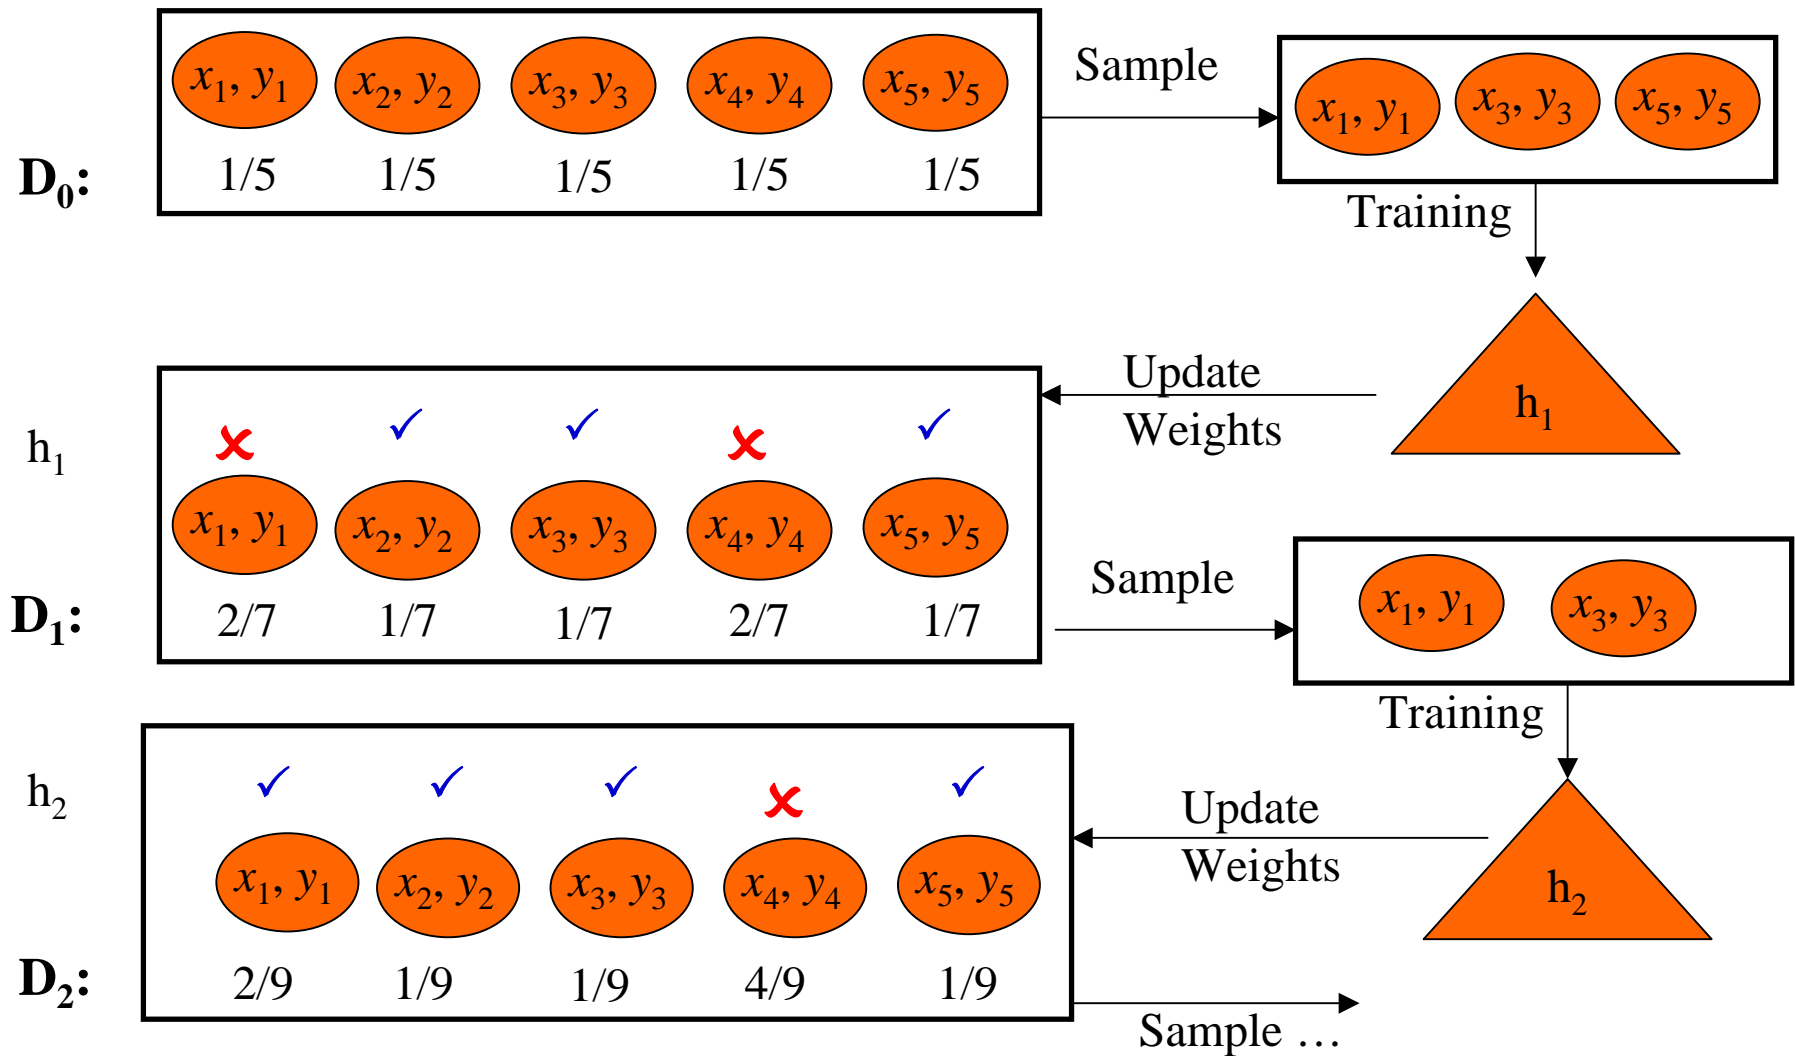 x₁, y₁ x₂, y₂ x₃, y₃ x₄, y₄ x₅, y₅
D₀: 1/5 1/5 1/5 1/5 1/5
Sample
x₁, y₁ x₃, y₃ x₅, y₅
Training
h₁
Update
Weights
h₁ ✘ ✓ ✓ ✘ ✓
x₁, y₁ x₂, y₂ x₃, y₃ x₄, y₄ x₅, y₅
D₁: 2/7 1/7 1/7 2/7 1/7
Sample
x₁, y₁ x₃, y₃
Training
h₂
Update
Weights
h₂ ✓ ✓ ✓ ✘ ✓
x₁, y₁ x₂, y₂ x₃, y₃ x₄, y₄ x₅, y₅
D₂: 2/9 1/9 1/9 4/9 1/9
Sample …